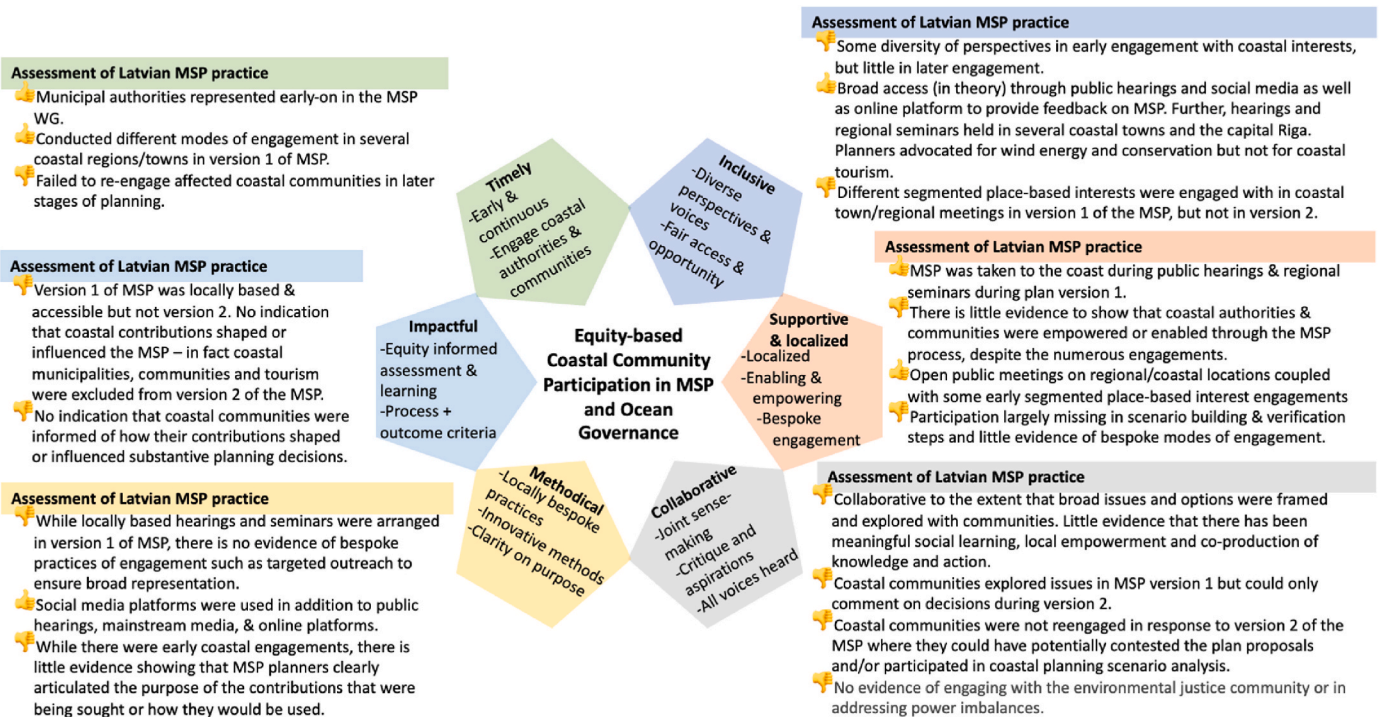 Assessment of Latvian MSP practice
👍Municipal authorities represented early-on in the MSP
WG.
👍Conducted different modes of engagement in several
coastal regions/towns in version 1 of MSP.
👎Failed to re-engage affected coastal communities in later
stages of planning.
Assessment of Latvian MSP practice
👎Version 1 of MSP was locally based &
accessible but not version 2. No indication
that coastal contributions shaped or
influenced the MSP – in fact coastal
municipalities, communities and tourism
were excluded from version 2 of the MSP.
👎No indication that coastal communities were
informed of how their contributions shaped
or influenced substantive planning decisions.
Assessment of Latvian MSP practice
👎While locally based hearings and seminars were arranged
in version 1 of MSP, there is no evidence of bespoke
practices of engagement such as targeted outreach to
ensure broad representation.
👍Social media platforms were used in addition to public
hearings, mainstream media, & online platforms.
👎While there were early coastal engagements, there is
little evidence showing that MSP planners clearly
articulated the purpose of the contributions that were
being sought or how they would be used.
Timely
-Early &
continuous
-Engage coastal
authorities &
communities
Inclusive
-Diverse
perspectives &
voices
-Fair access &
opportunity
Impactful
-Equity informed
assessment &
learning
-Process +
outcome criteria
Equity-based
Coastal Community
Participation in MSP
and Ocean
Governance
Supportive
& localized
-Localized
-Enabling &
empowering
-Bespoke
engagement
Methodical
-Locally bespoke
practices
-Innovative methods
-Clarity on purpose
Collaborative
-Joint sense-
making
-Critique and
aspirations
-All voices heard
Assessment of Latvian MSP practice
👎Some diversity of perspectives in early engagement with coastal interests,
but little in later engagement.
👍Broad access (in theory) through public hearings and social media as well
as online platform to provide feedback on MSP. Further, hearings and
regional seminars held in several coastal towns and the capital Riga.
Planners advocated for wind energy and conservation but not for coastal
tourism.
👎Different segmented place-based interests were engaged with in coastal
town/regional meetings in version 1 of the MSP, but not in version 2.
Assessment of Latvian MSP practice
👍MSP was taken to the coast during public hearings & regional
seminars during plan version 1.
👎There is little evidence to show that coastal authorities &
communities were empowered or enabled through the MSP
process, despite the numerous engagements.
👍Open public meetings on regional/coastal locations coupled
with some early segmented place-based interest engagements
👎Participation largely missing in scenario building & verification
steps and little evidence of bespoke modes of engagement.
Assessment of Latvian MSP practice
👎Collaborative to the extent that broad issues and options were framed
and explored with communities. Little evidence that there has been
meaningful social learning, local empowerment and co-production of
knowledge and action.
👎Coastal communities explored issues in MSP version 1 but could only
comment on decisions during version 2.
👎Coastal communities were not reengaged in response to version 2 of the
MSP where they could have potentially contested the plan proposals
and/or participated in coastal planning scenario analysis.
👎No evidence of engaging with the environmental justice community or in
addressing power imbalances.